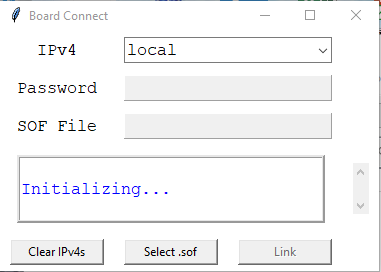 Board Connect
IPv4 local
Password
SOF File
Initializing...
Clear IPv4s Select .sof Link